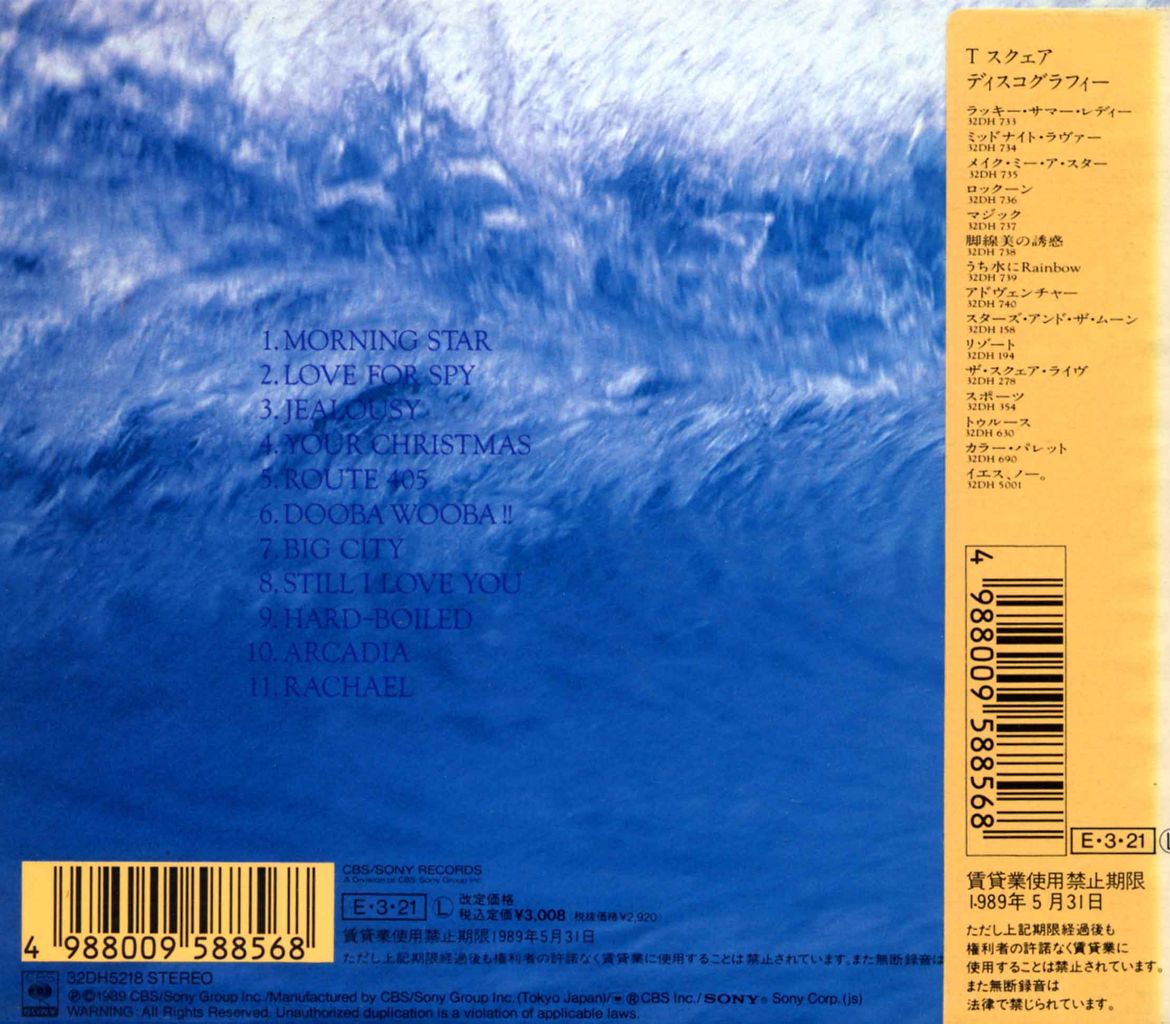 1. MORNING STAR
2. LOVE FOR SPY
3. JEALOUSY
4. YOUR CHRISTMAS
5. ROUTE 405
6. DOOBA WOOBA!!
7. BIG CITY
8. STILL I LOVE YOU
9. HARD-BOILED
10. ARCADIA
11. RACHAEL
4 988009 588568
CBS/SONY RECORDS
A Division of CBS/Sony Group Inc.
E・3・21 Ⓛ 改定価格
税込定価¥3,008 (税抜価格¥2,920)
賃貸業使用禁止期限1989年5月31日
ただし上記期限経過後も権利者の許諾なく賃貸業に使用することは禁止されています。また無断録音は
CBS
SONY
32DH5218 STEREO
ⓅⒸ1989 CBS/Sony Group Inc./Manufactured by CBS/Sony Group Inc.(Tokyo Japan)/ ® CBS Inc./SONY® Sony Corp.(js)
WARNING: All Rights Reserved. Unauthorized duplication is a violation of applicable laws.
T スクェア
ディスコグラフィー
ラッキー・サマー・レディー
32DH 733
ミッドナイト・ラヴァー
32DH 734
メイク・ミー・ア・スター
32DH 735
ロックーン
32DH 736
マジック
32DH 737
脚線美の誘惑
32DH 738
うち水にRainbow
32DH 739
アドヴェンチャー
32DH 740
スターズ・アンド・ザ・ムーン
32DH 158
リゾート
32DH 194
ザ・スクェア・ライヴ
32DH 278
スポーツ
32DH 354
トゥルース
32DH 630
カラー・パレット
32DH 690
イエス、ノー。
32DH 5001
4 988009 588568
E・3・21
賃貸業使用禁止期限
1989年5月31日
ただし上記期限経過後も
権利者の許諾なく賃貸業に
使用することは禁止されています。
また無断録音は
法律で禁じられています。